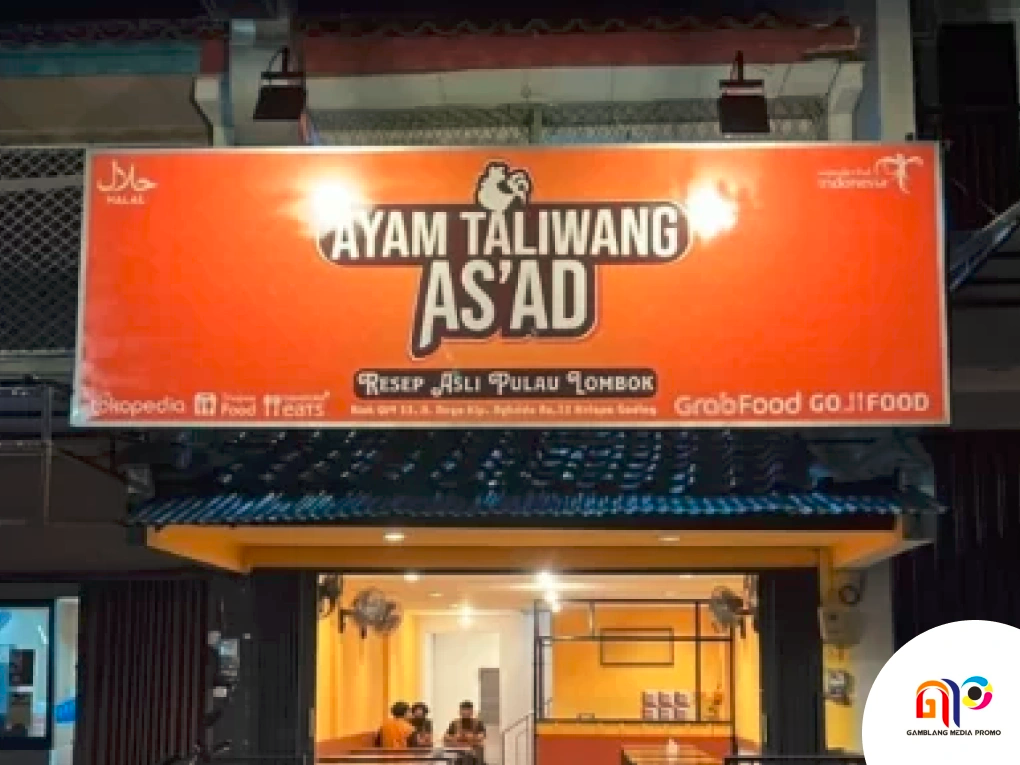 حلال
HALAL
indonesia
AYAM TALIWANG
AS'AD
RESEP ASLI PULAU LOMBOK
tokopedia
Food
eats
GrabFood GOFOOD
GAMBLANG MEDIA PROMO